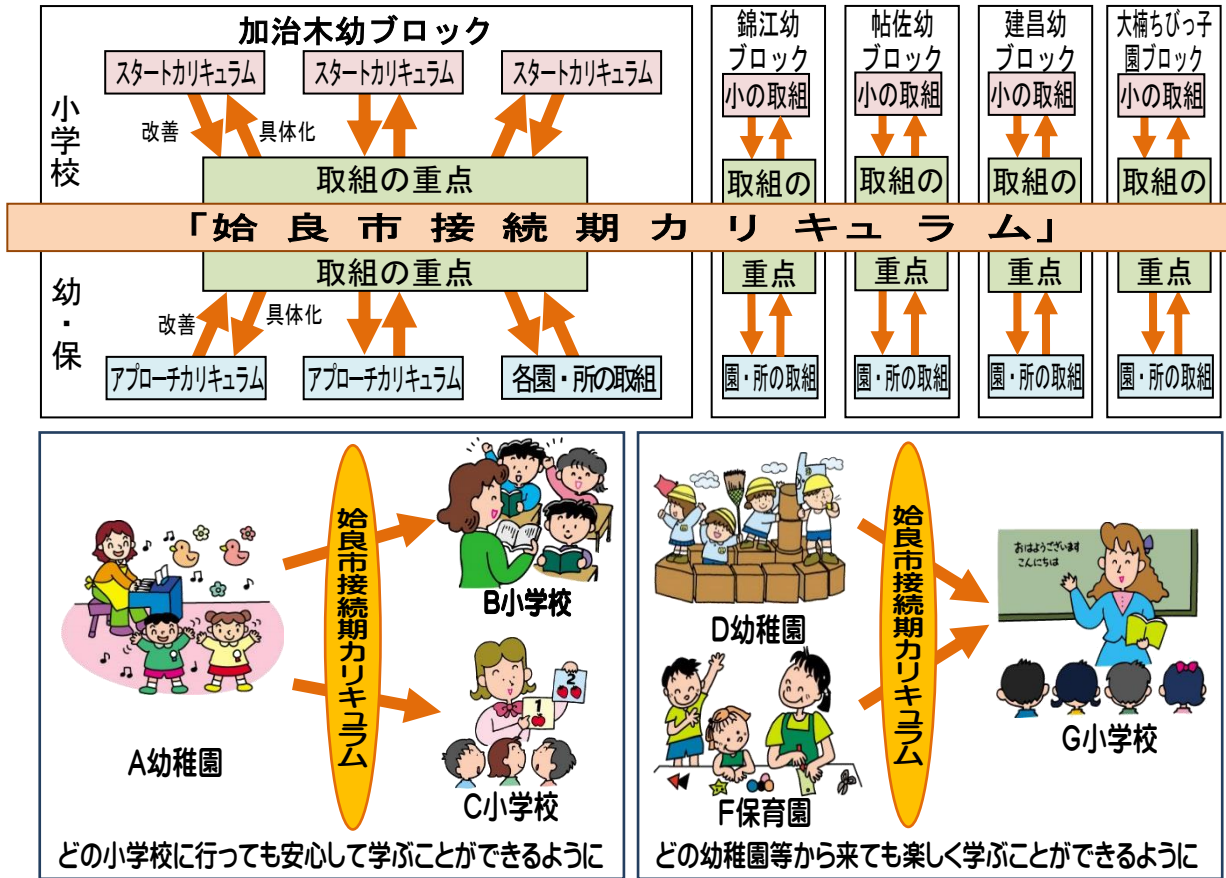 加治木幼ブロック
スタートカリキュラム
スタートカリキュラム
スタートカリキュラム
小学校
改善
具体化
取組の重点
錦江幼
ブロック
小の取組
取組の
帖佐幼
ブロック
小の取組
取組の
建昌幼
ブロック
小の取組
取組の
大楠ちびっ子
園ブロック
小の取組
取組の
「姶良市接続期カリキュラム」
取組の重点
幼・保
改善
具体化
アプローチカリキュラム
アプローチカリキュラム
各園・所の取組
重点
園・所の取組
重点
園・所の取組
重点
園・所の取組
重点
園・所の取組
A幼稚園
姶良市接続期カリキュラム
B小学校
1
2
C小学校
どの小学校に行っても安心して学ぶことができるように
D幼稚園
F保育園
姶良市接続期カリキュラム
おはようございます
こんにちは
G小学校
どの幼稚園等から来ても楽しく学ぶことができるように